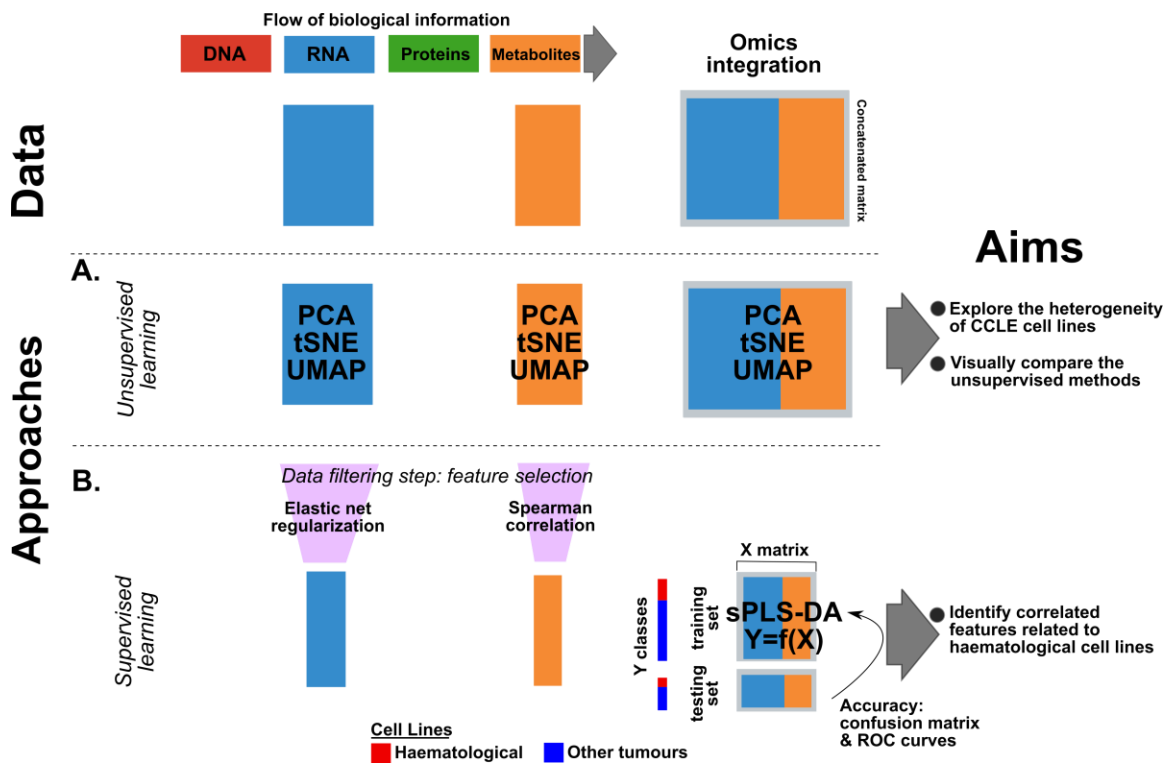 Flow of biological information
DNA
RNA
Proteins
Metabolites
Omics
integration
Data
Concatenated matrix
Aims
Approaches
A.
Unsupervised
learning
PCA
tSNE
UMAP
PCA
tSNE
UMAP
PCA
tSNE
UMAP
Explore the heterogeneity
of CCLE cell lines
Visually compare the
unsupervised methods
B.
Data filtering step: feature selection
Elastic net
regularization
Spearman
correlation
Supervised
learning
X matrix
Y classes
training
set
testing
set
sPLS-DA
Y=f(X)
Identify correlated
features related to
haematological cell lines
Accuracy:
confusion matrix
& ROC curves
Cell Lines
Haematological
Other tumours